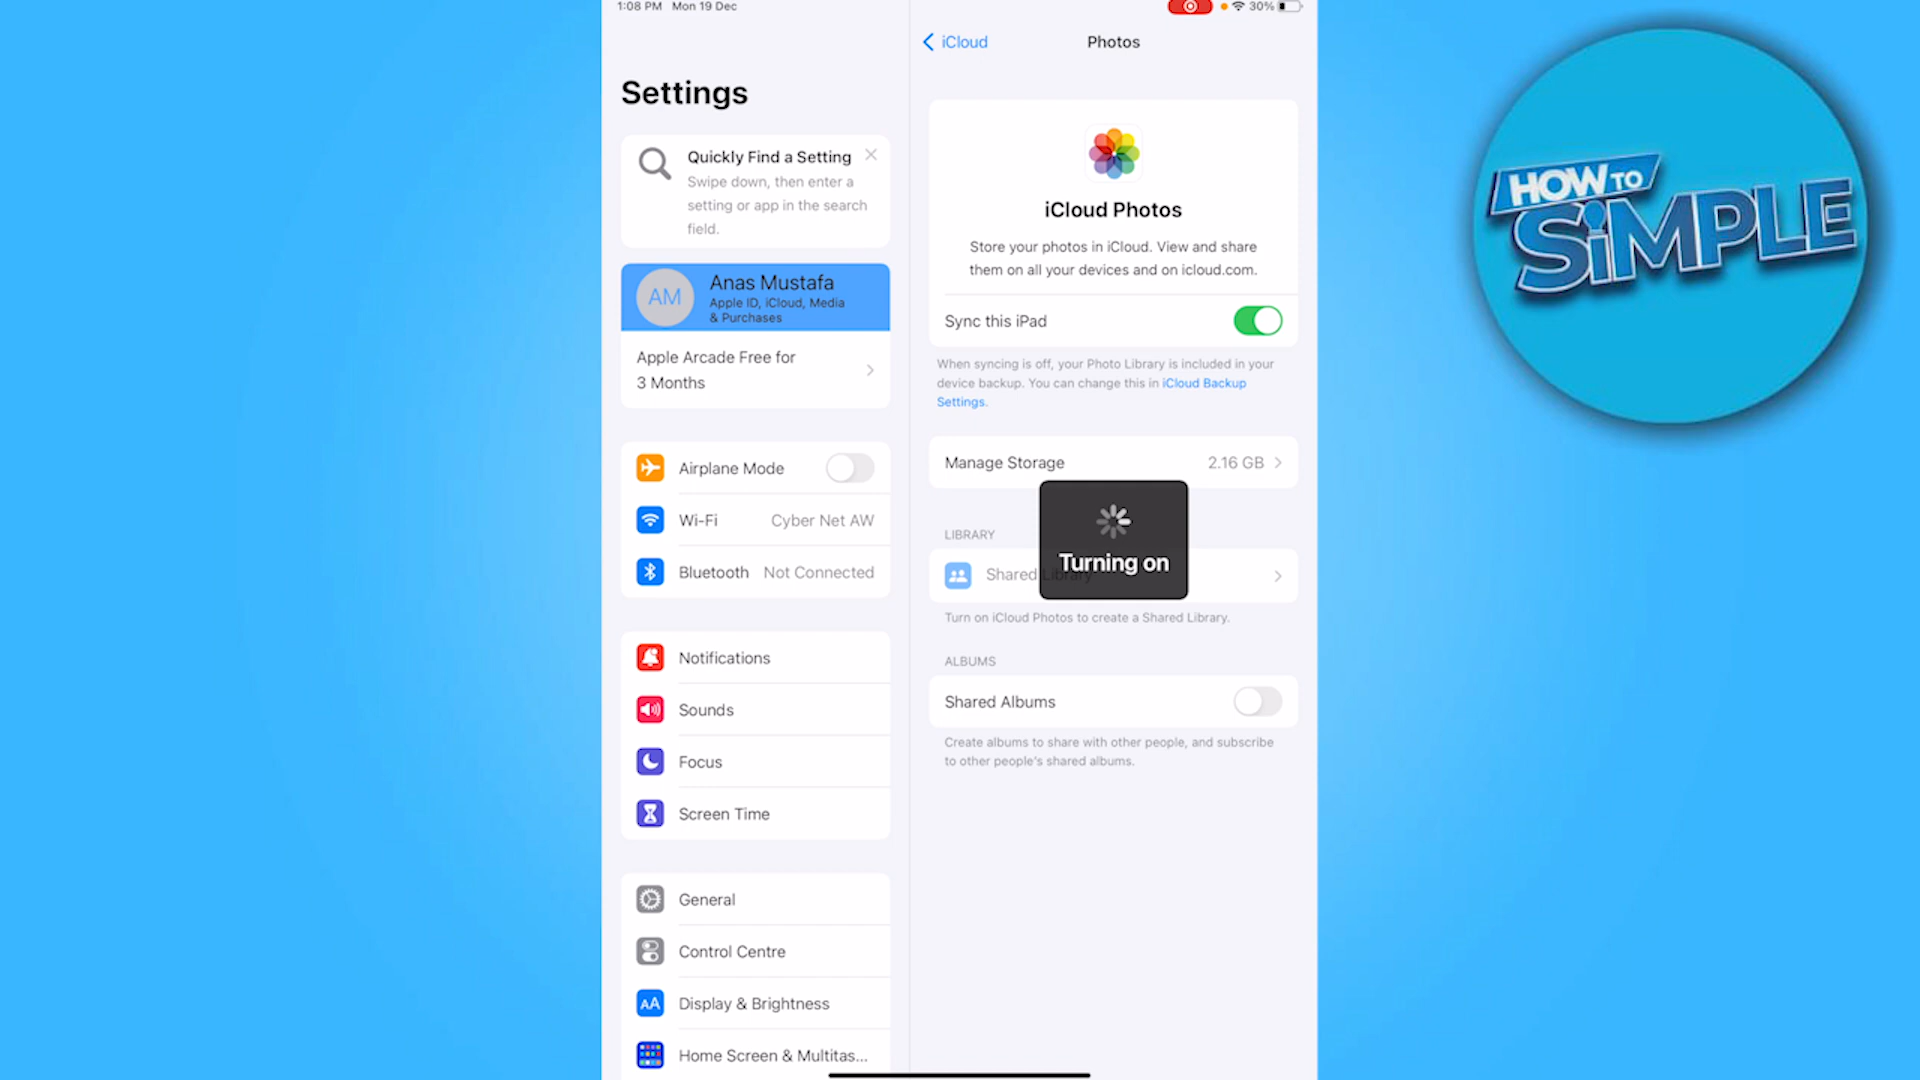 1:08 PM Mon 19 Dec
30%
Settings
Quickly Find a Setting
Swipe down, then enter a
setting or app in the search
field.
AM
Anas Mustafa
Apple ID, iCloud, Media
& Purchases
Apple Arcade Free for
3 Months
Airplane Mode
Wi-Fi Cyber Net AW
Bluetooth Not Connected
Notifications
Sounds
Focus
Screen Time
General
Control Centre
AA Display & Brightness
Home Screen & Multitas...
iCloud Photos
iCloud Photos
Store your photos in iCloud. View and share
them on all your devices and on icloud.com.
Sync this iPad
When syncing is off, your Photo Library is included in your
device backup. You can change this in iCloud Backup
Settings.
Manage Storage 2.16 GB
LIBRARY
Shared Library
Turning on
Turn on iCloud Photos to create a Shared Library.
ALBUMS
Shared Albums
Create albums to share with other people, and subscribe
to other people's shared albums.
HOW TO
SiMPLE